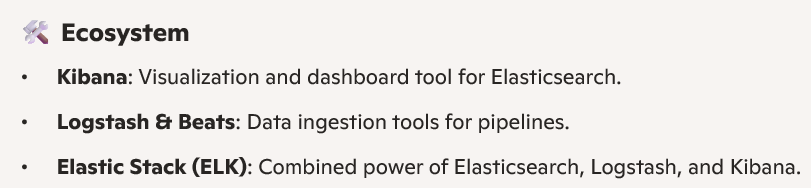 🛠️ Ecosystem
• Kibana: Visualization and dashboard tool for Elasticsearch.
• Logstash & Beats: Data ingestion tools for pipelines.
• Elastic Stack (ELK): Combined power of Elasticsearch, Logstash, and Kibana.